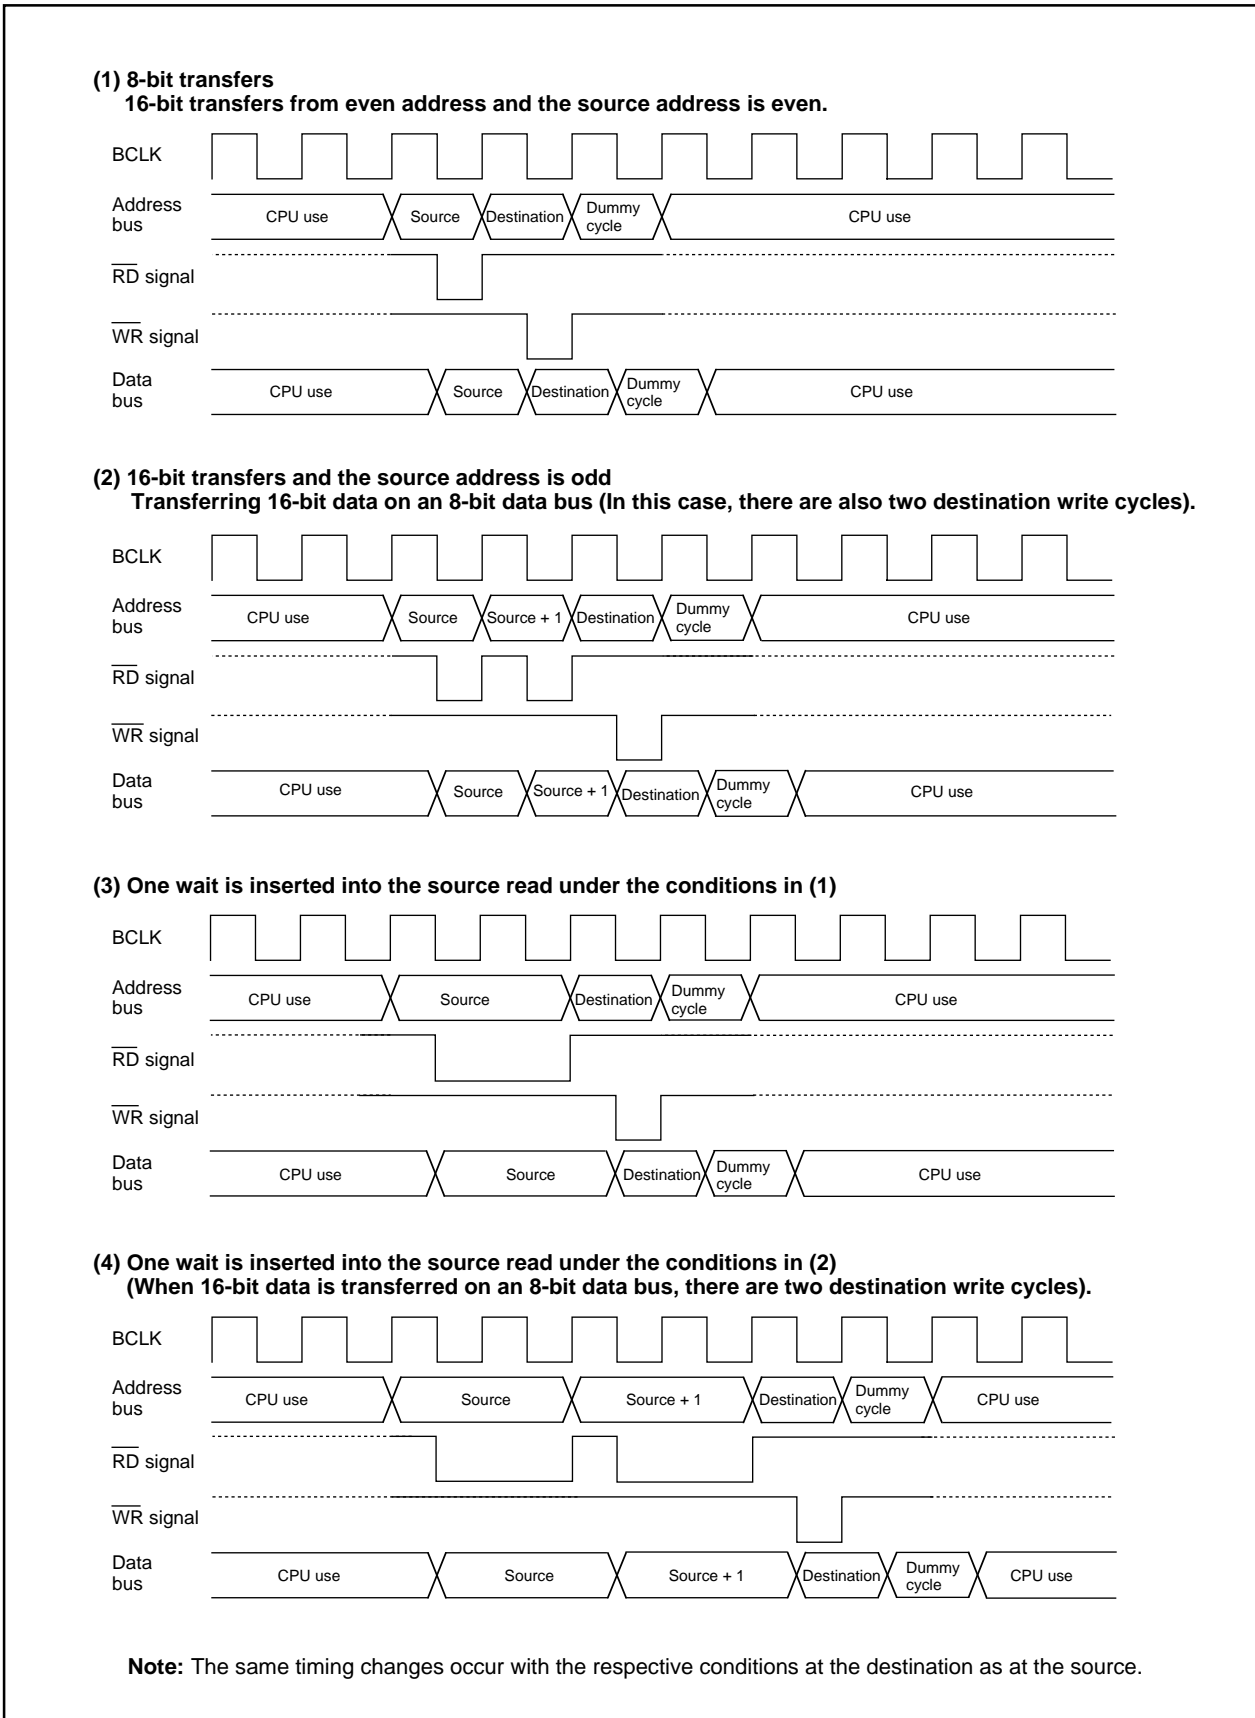 (1) 8-bit transfers
16-bit transfers from even address and the source address is even.
BCLK
Address
bus
CPU use
Source
Destination
Dummy
cycle
CPU use
RD signal
WR signal
Data
bus
CPU use
Source
Destination
Dummy
cycle
CPU use
(2) 16-bit transfers and the source address is odd
Transferring 16-bit data on an 8-bit data bus (In this case, there are also two destination write cycles).
BCLK
Address
bus
CPU use
Source
Source + 1
Destination
Dummy
cycle
CPU use
RD signal
WR signal
Data
bus
CPU use
Source
Source + 1
Destination
Dummy
cycle
CPU use
(3) One wait is inserted into the source read under the conditions in (1)
BCLK
Address
bus
CPU use
Source
Destination
Dummy
cycle
CPU use
RD signal
WR signal
Data
bus
CPU use
Source
Destination
Dummy
cycle
CPU use
(4) One wait is inserted into the source read under the conditions in (2)
(When 16-bit data is transferred on an 8-bit data bus, there are two destination write cycles).
BCLK
Address
bus
CPU use
Source
Source + 1
Destination
Dummy
cycle
CPU use
RD signal
WR signal
Data
bus
CPU use
Source
Source + 1
Destination
Dummy
cycle
CPU use
Note: The same timing changes occur with the respective conditions at the destination as at the source.